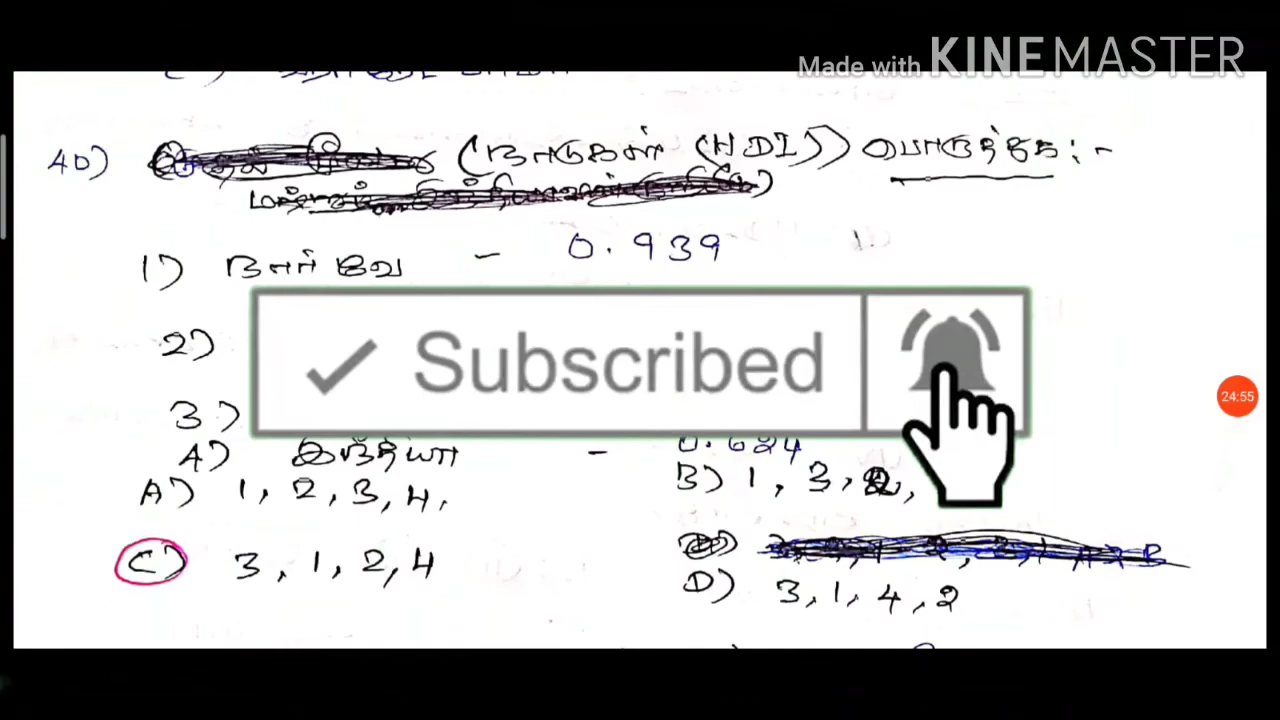 Made with KINEMASTER
40) (நாடுகள் (HDI)) பொருத்துக :-
1) நார்வே - 0.939
2)
Subscribed
3)
24:55
4) இந்தியா - 0.624
A) 1, 2, 3, 4,
B) 1, 3, 2,
C) 3, 1, 2, 4
D) 3, 1, 4, 2